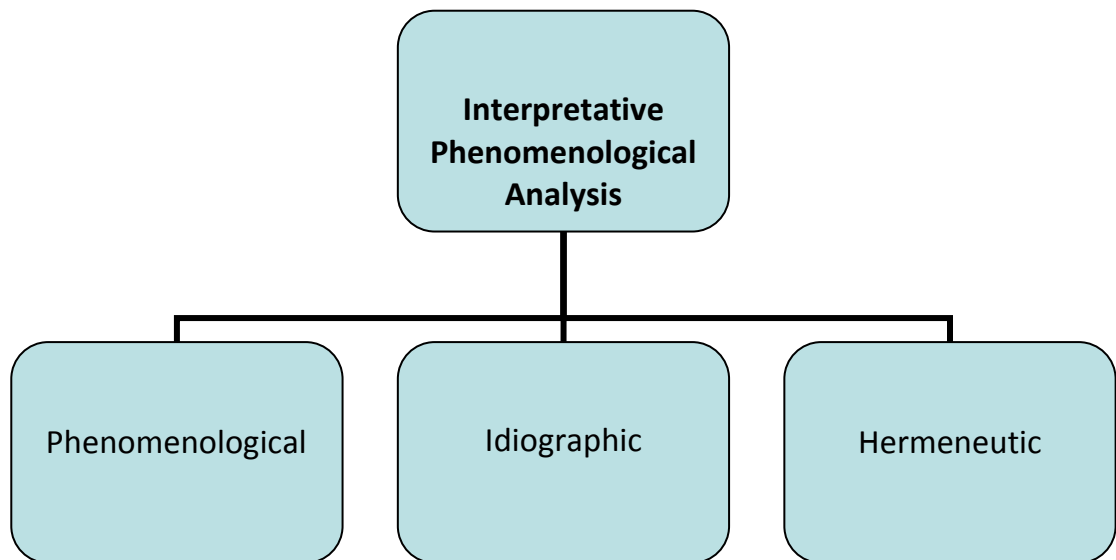 Interpretative
Phenomenological
Analysis
Phenomenological
Idiographic
Hermeneutic